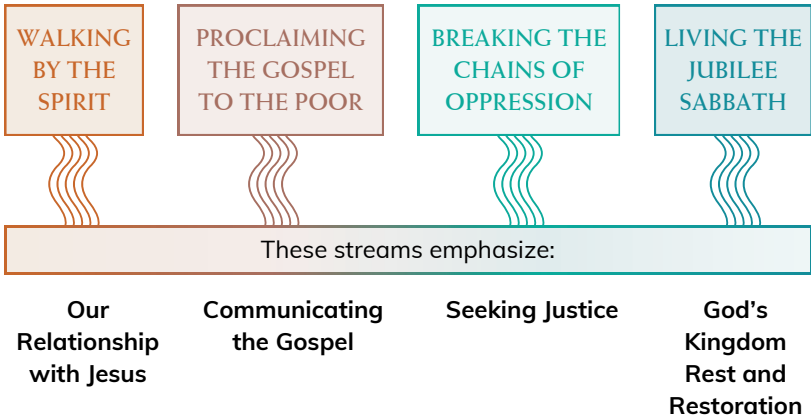 WALKING
BY THE
SPIRIT
PROCLAIMING
THE GOSPEL
TO THE POOR
BREAKING THE
CHAINS OF
OPPRESSION
LIVING THE
JUBILEE
SABBATH
These streams emphasize:
Our
Relationship
with Jesus
Communicating
the Gospel
Seeking Justice
God’s
Kingdom
Rest and
Restoration